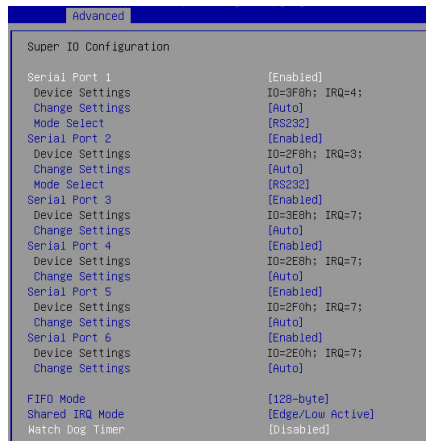 Advanced
Super IO Configuration
Serial Port 1 [Enabled]
Device Settings IO=3F8h; IRQ=4;
Change Settings [Auto]
Mode Select [RS232]
Serial Port 2 [Enabled]
Device Settings IO=2F8h; IRQ=3;
Change Settings [Auto]
Mode Select [RS232]
Serial Port 3 [Enabled]
Device Settings IO=3E8h; IRQ=7;
Change Settings [Auto]
Serial Port 4 [Enabled]
Device Settings IO=2E8h; IRQ=7;
Change Settings [Auto]
Serial Port 5 [Enabled]
Device Settings IO=2F0h; IRQ=7;
Change Settings [Auto]
Serial Port 6 [Enabled]
Device Settings IO=2E0h; IRQ=7;
Change Settings [Auto]
FIFO Mode [128-byte]
Shared IRQ Mode [Edge/Low Active]
Watch Dog Timer [Disabled]